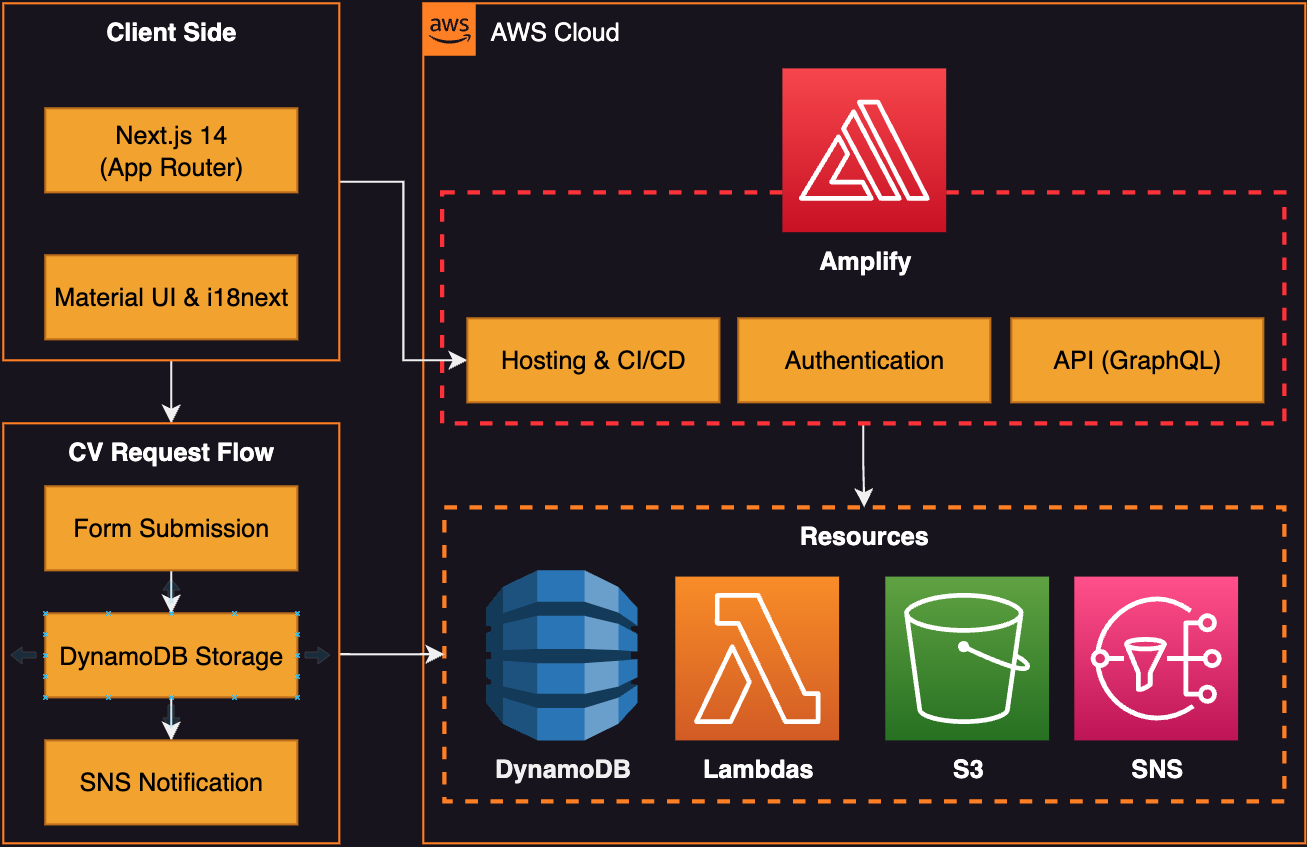 Client Side
Next.js 14
(App Router)
Material UI & i18next
CV Request Flow
Form Submission
DynamoDB Storage
SNS Notification
aws
AWS Cloud
Amplify
Hosting & CI/CD
Authentication
API (GraphQL)
Resources
DynamoDB
Lambdas
S3
SNS